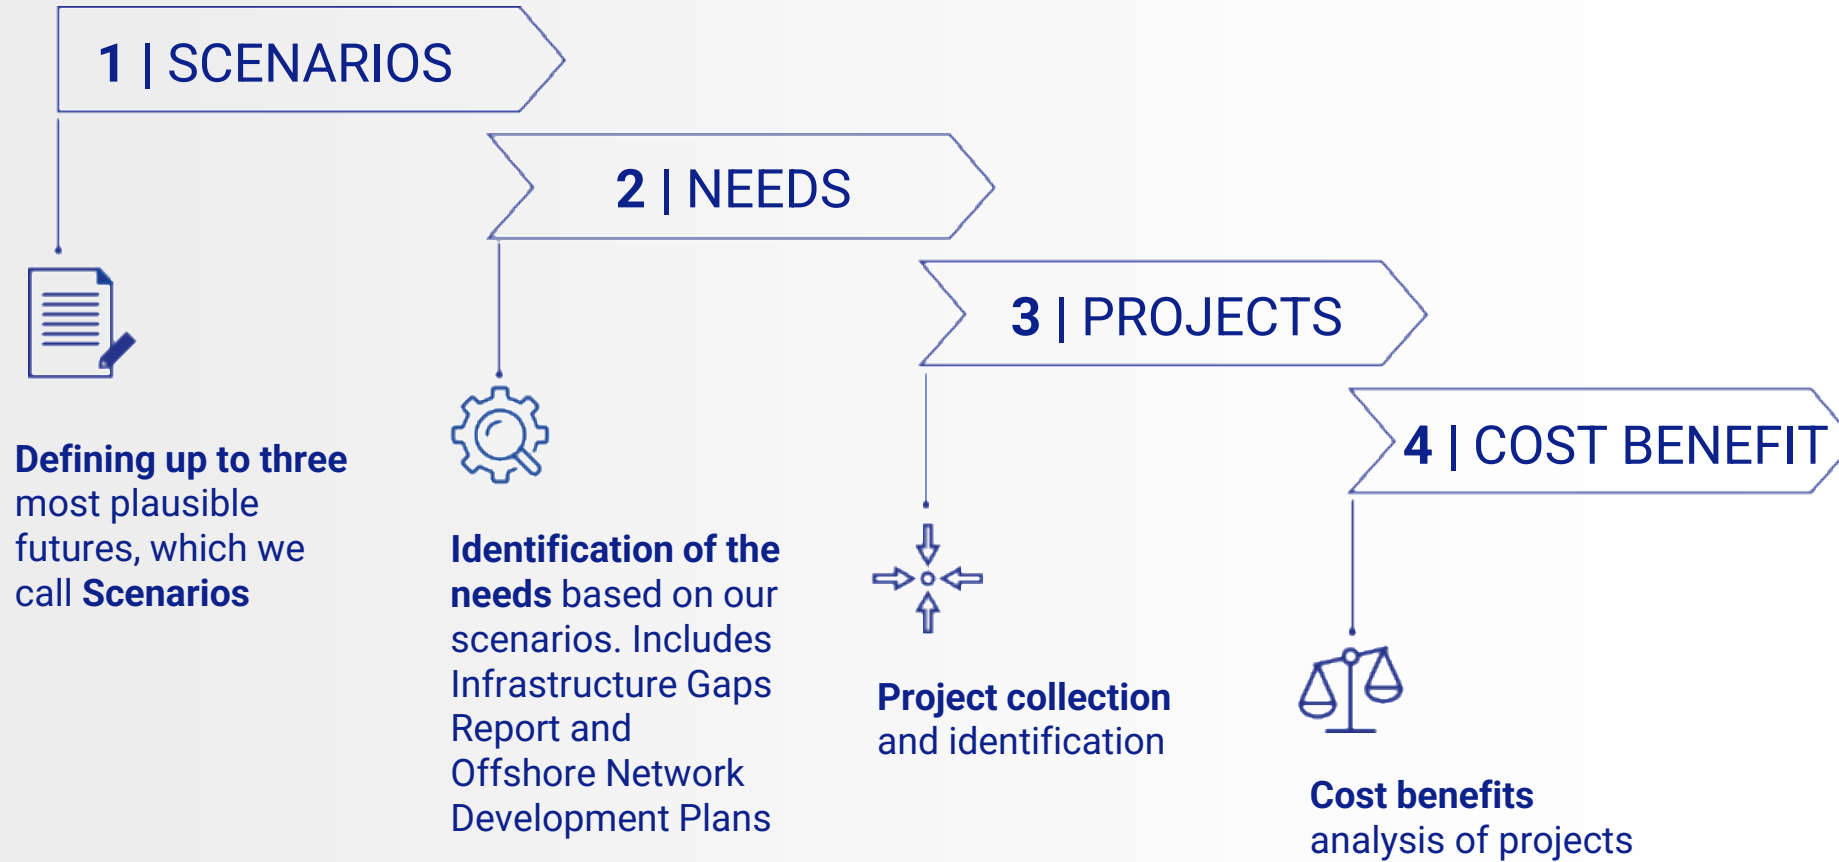 1 | SCENARIOS
2 | NEEDS
3 | PROJECTS
4 | COST BENEFIT
Defining up to three
most plausible
futures, which we
call Scenarios
Identification of the
needs based on our
scenarios. Includes
Infrastructure Gaps
Report and
Offshore Network
Development Plans
Project collection
and identification
Cost benefits
analysis of projects